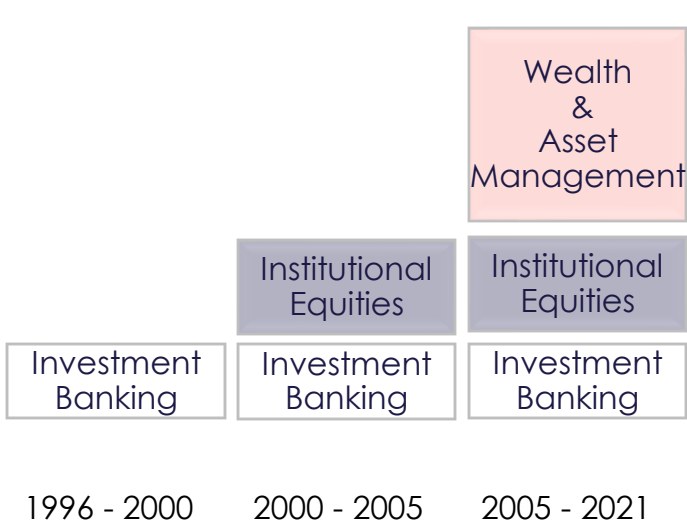 Wealth
&
Asset
Management
Institutional
Equities
Institutional
Equities
Investment
Banking
Investment
Banking
Investment
Banking
1996 - 2000
2000 - 2005
2005 - 2021